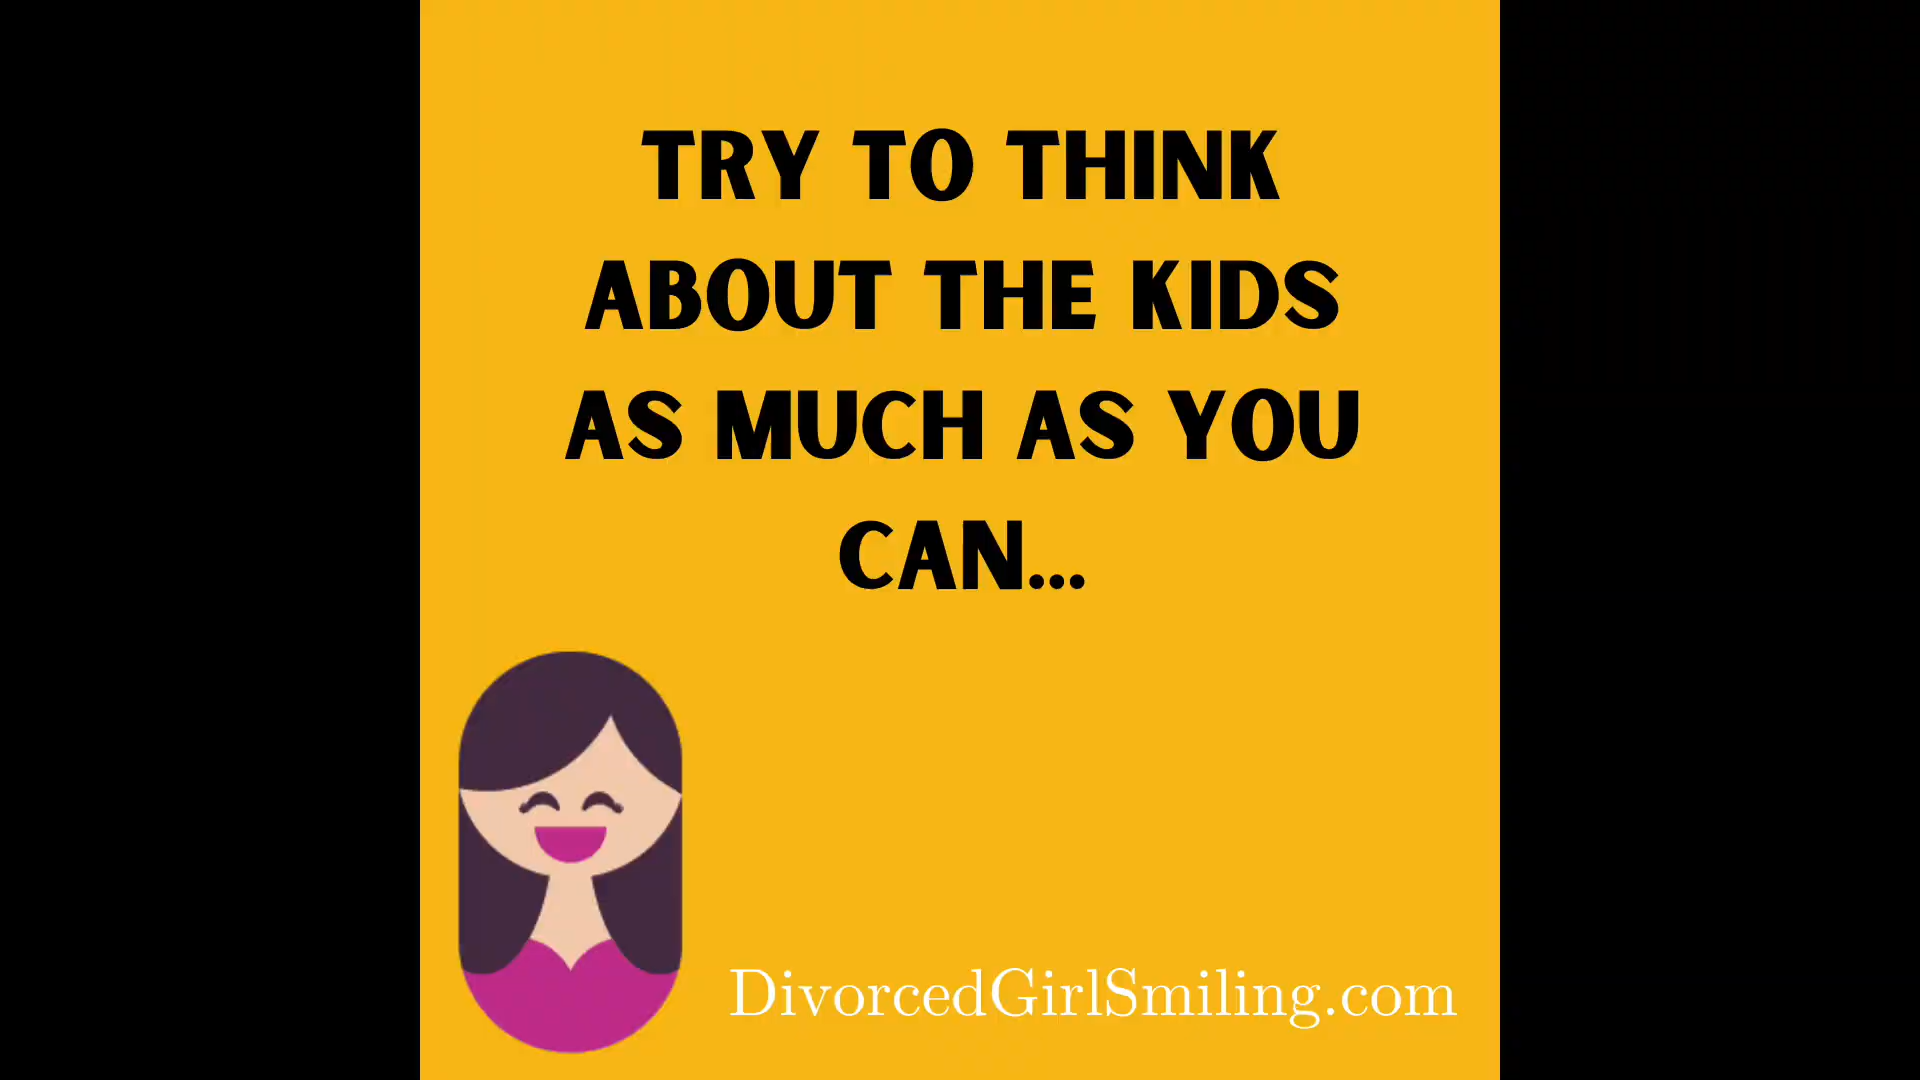 TRY TO THINK
ABOUT THE KIDS
AS MUCH AS YOU
CAN...
DivorcedGirlSmiling.com